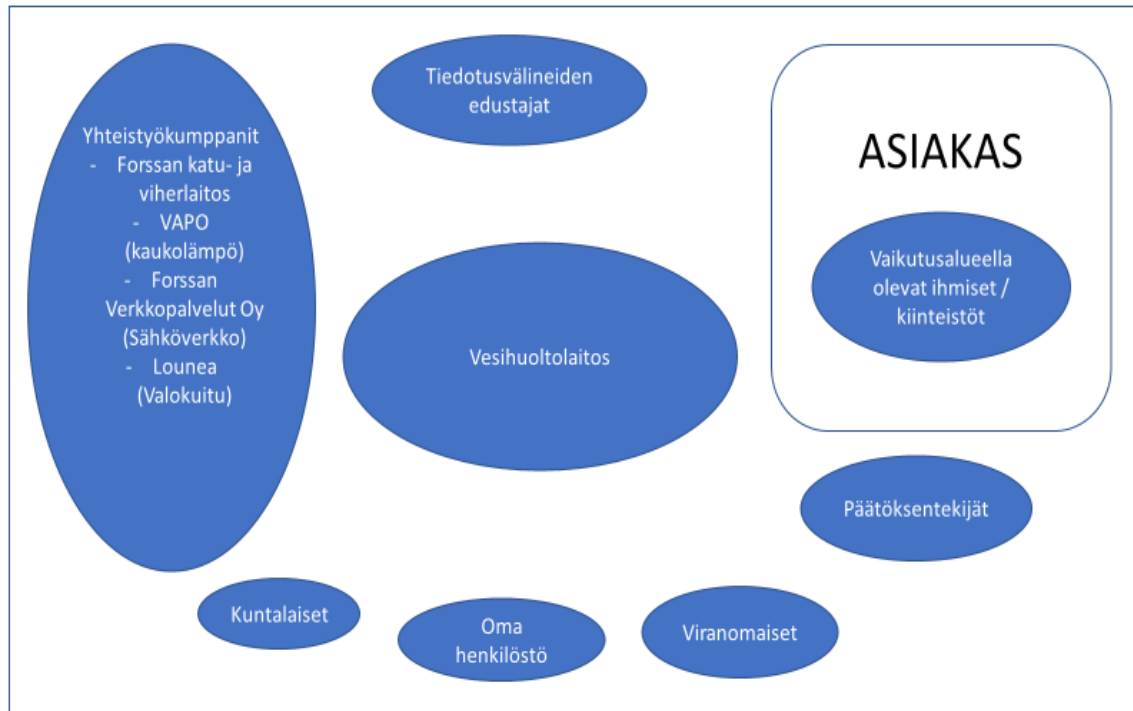 Tiedotusvälineiden
edustajat
Yhteistyökumppanit
- Forssan katu- ja
viherlaitos
- VAPO
(kaukolämpö)
- Forssan
Verkkopalvelut Oy
(Sähköverkko)
- Lounea
(Valokuitu)
ASIAKAS
Vaikutusalueella
olevat ihmiset /
kiinteistöt
Vesihuoltolaitos
Päätöksentekijät
Kuntalaiset
Oma
henkilöstö
Viranomaiset